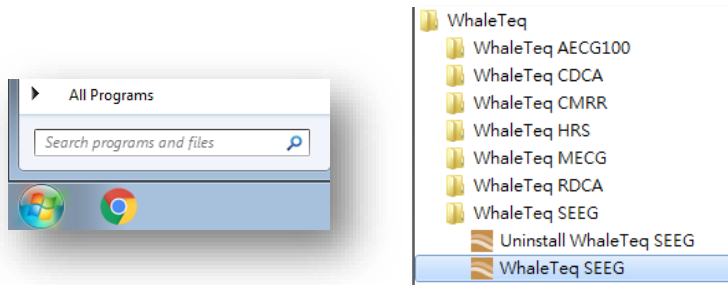 All Programs
Search programs and files
WhaleTeq
WhaleTeq AECG100
WhaleTeq CDCA
WhaleTeq CMRR
WhaleTeq HRS
WhaleTeq MECG
WhaleTeq RDCA
WhaleTeq SEEG
Uninstall WhaleTeq SEEG
WhaleTeq SEEG